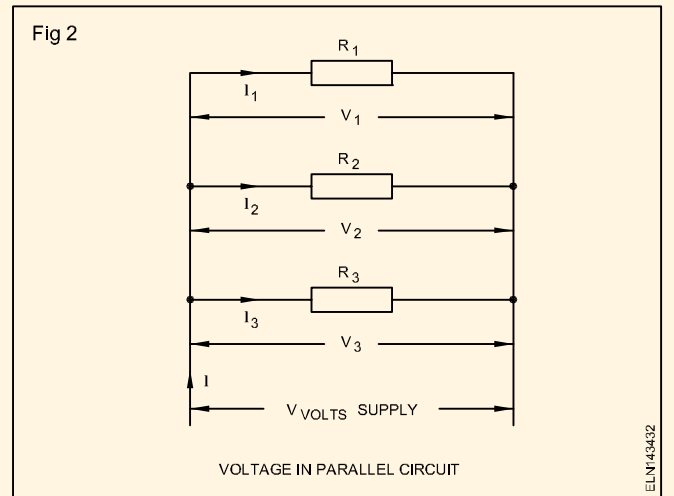 Fig 2
R1
I1
V1
R2
I2
V2
R3
I3
V3
I
V VOLTS SUPPLY
VOLTAGE IN PARALLEL CIRCUIT
ELN143432